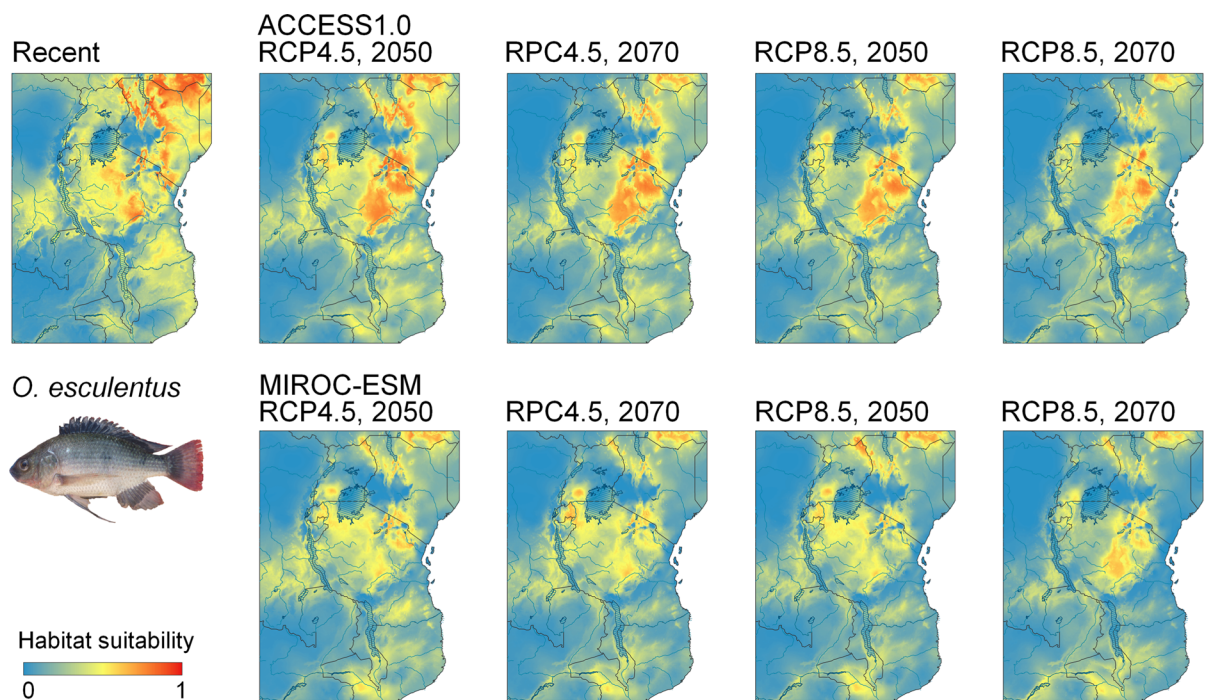 ACCESS1.0
Recent RCP4.5, 2050 RPC4.5, 2070 RCP8.5, 2050 RCP8.5, 2070
O. esculentus MIROC-ESM
RCP4.5, 2050 RPC4.5, 2070 RCP8.5, 2050 RCP8.5, 2070
Habitat suitability
0 1